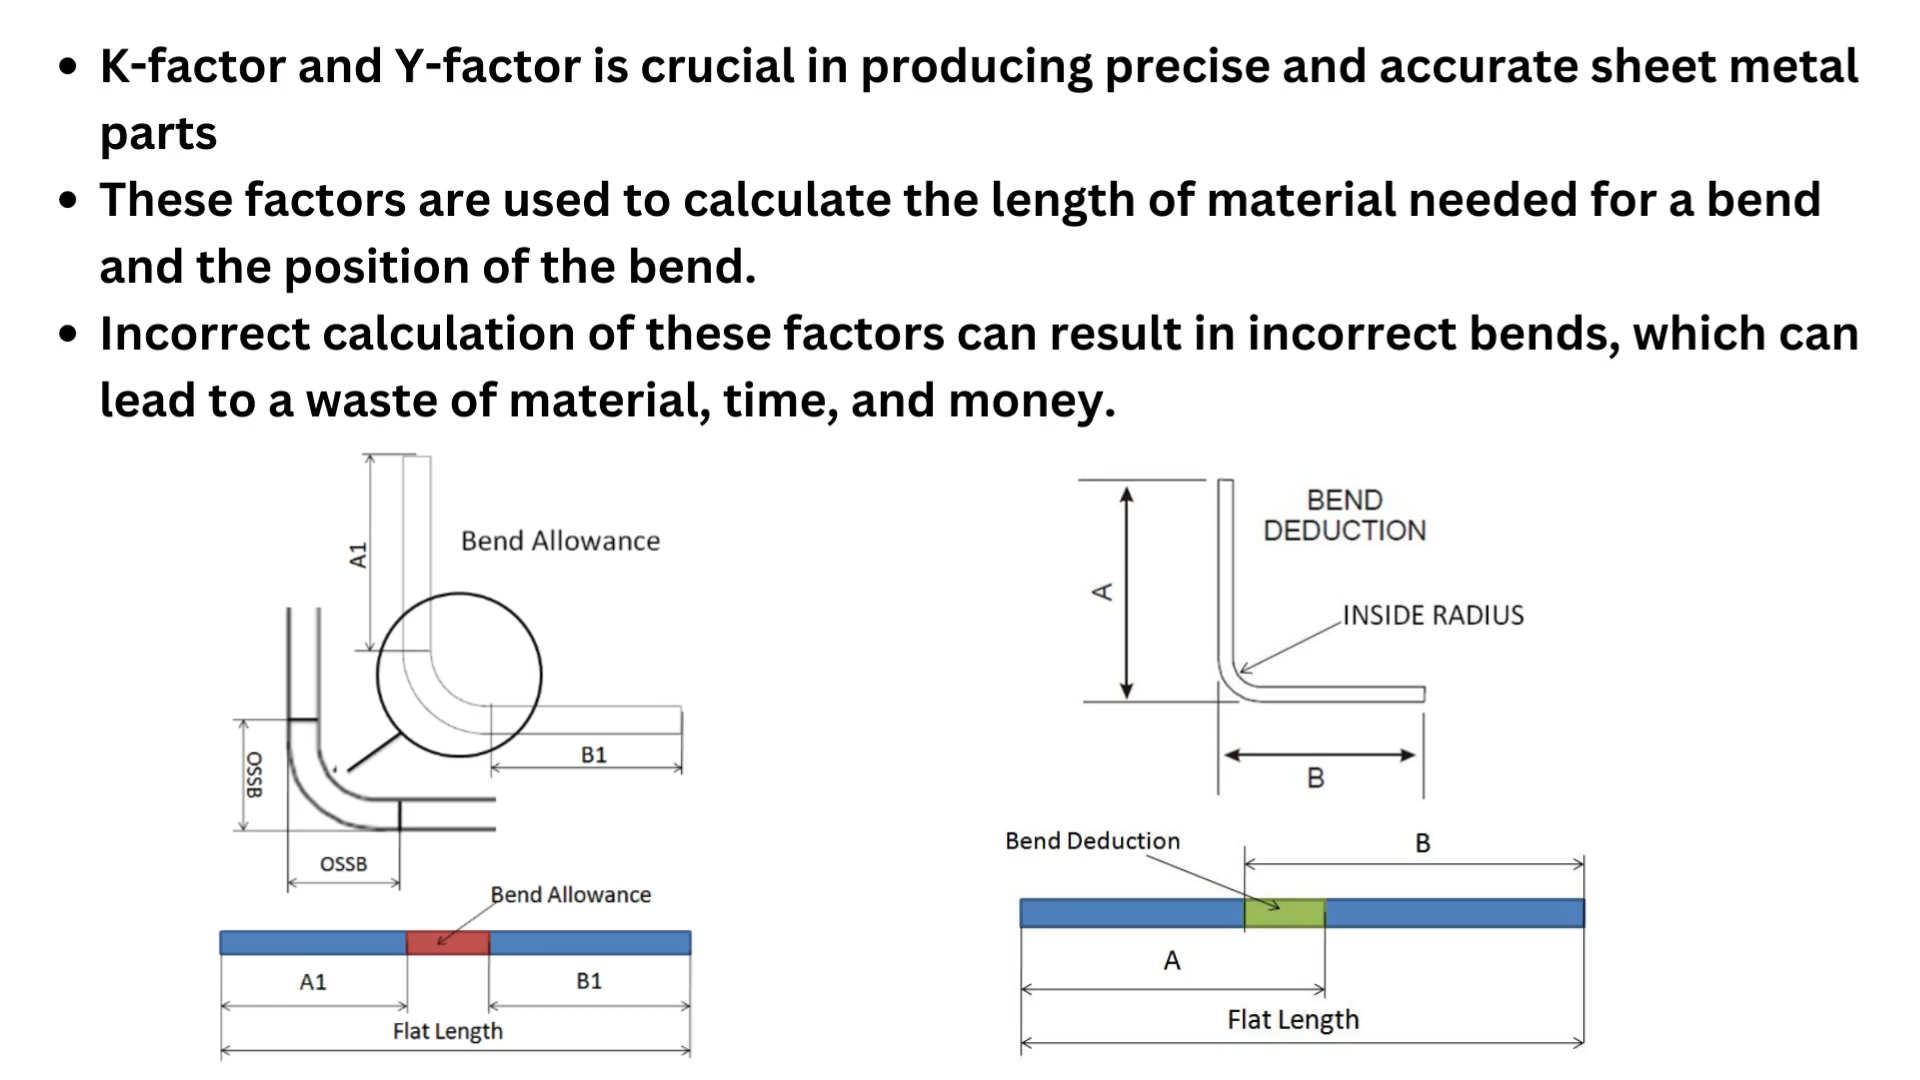 • K-factor and Y-factor is crucial in producing precise and accurate sheet metal
parts
• These factors are used to calculate the length of material needed for a bend
and the position of the bend.
• Incorrect calculation of these factors can result in incorrect bends, which can
lead to a waste of material, time, and money.
A1
Bend Allowance
B1
OSSB
OSSB
Bend Allowance
A1
B1
Flat Length
BEND
DEDUCTION
A
INSIDE RADIUS
B
Bend Deduction
B
A
Flat Length